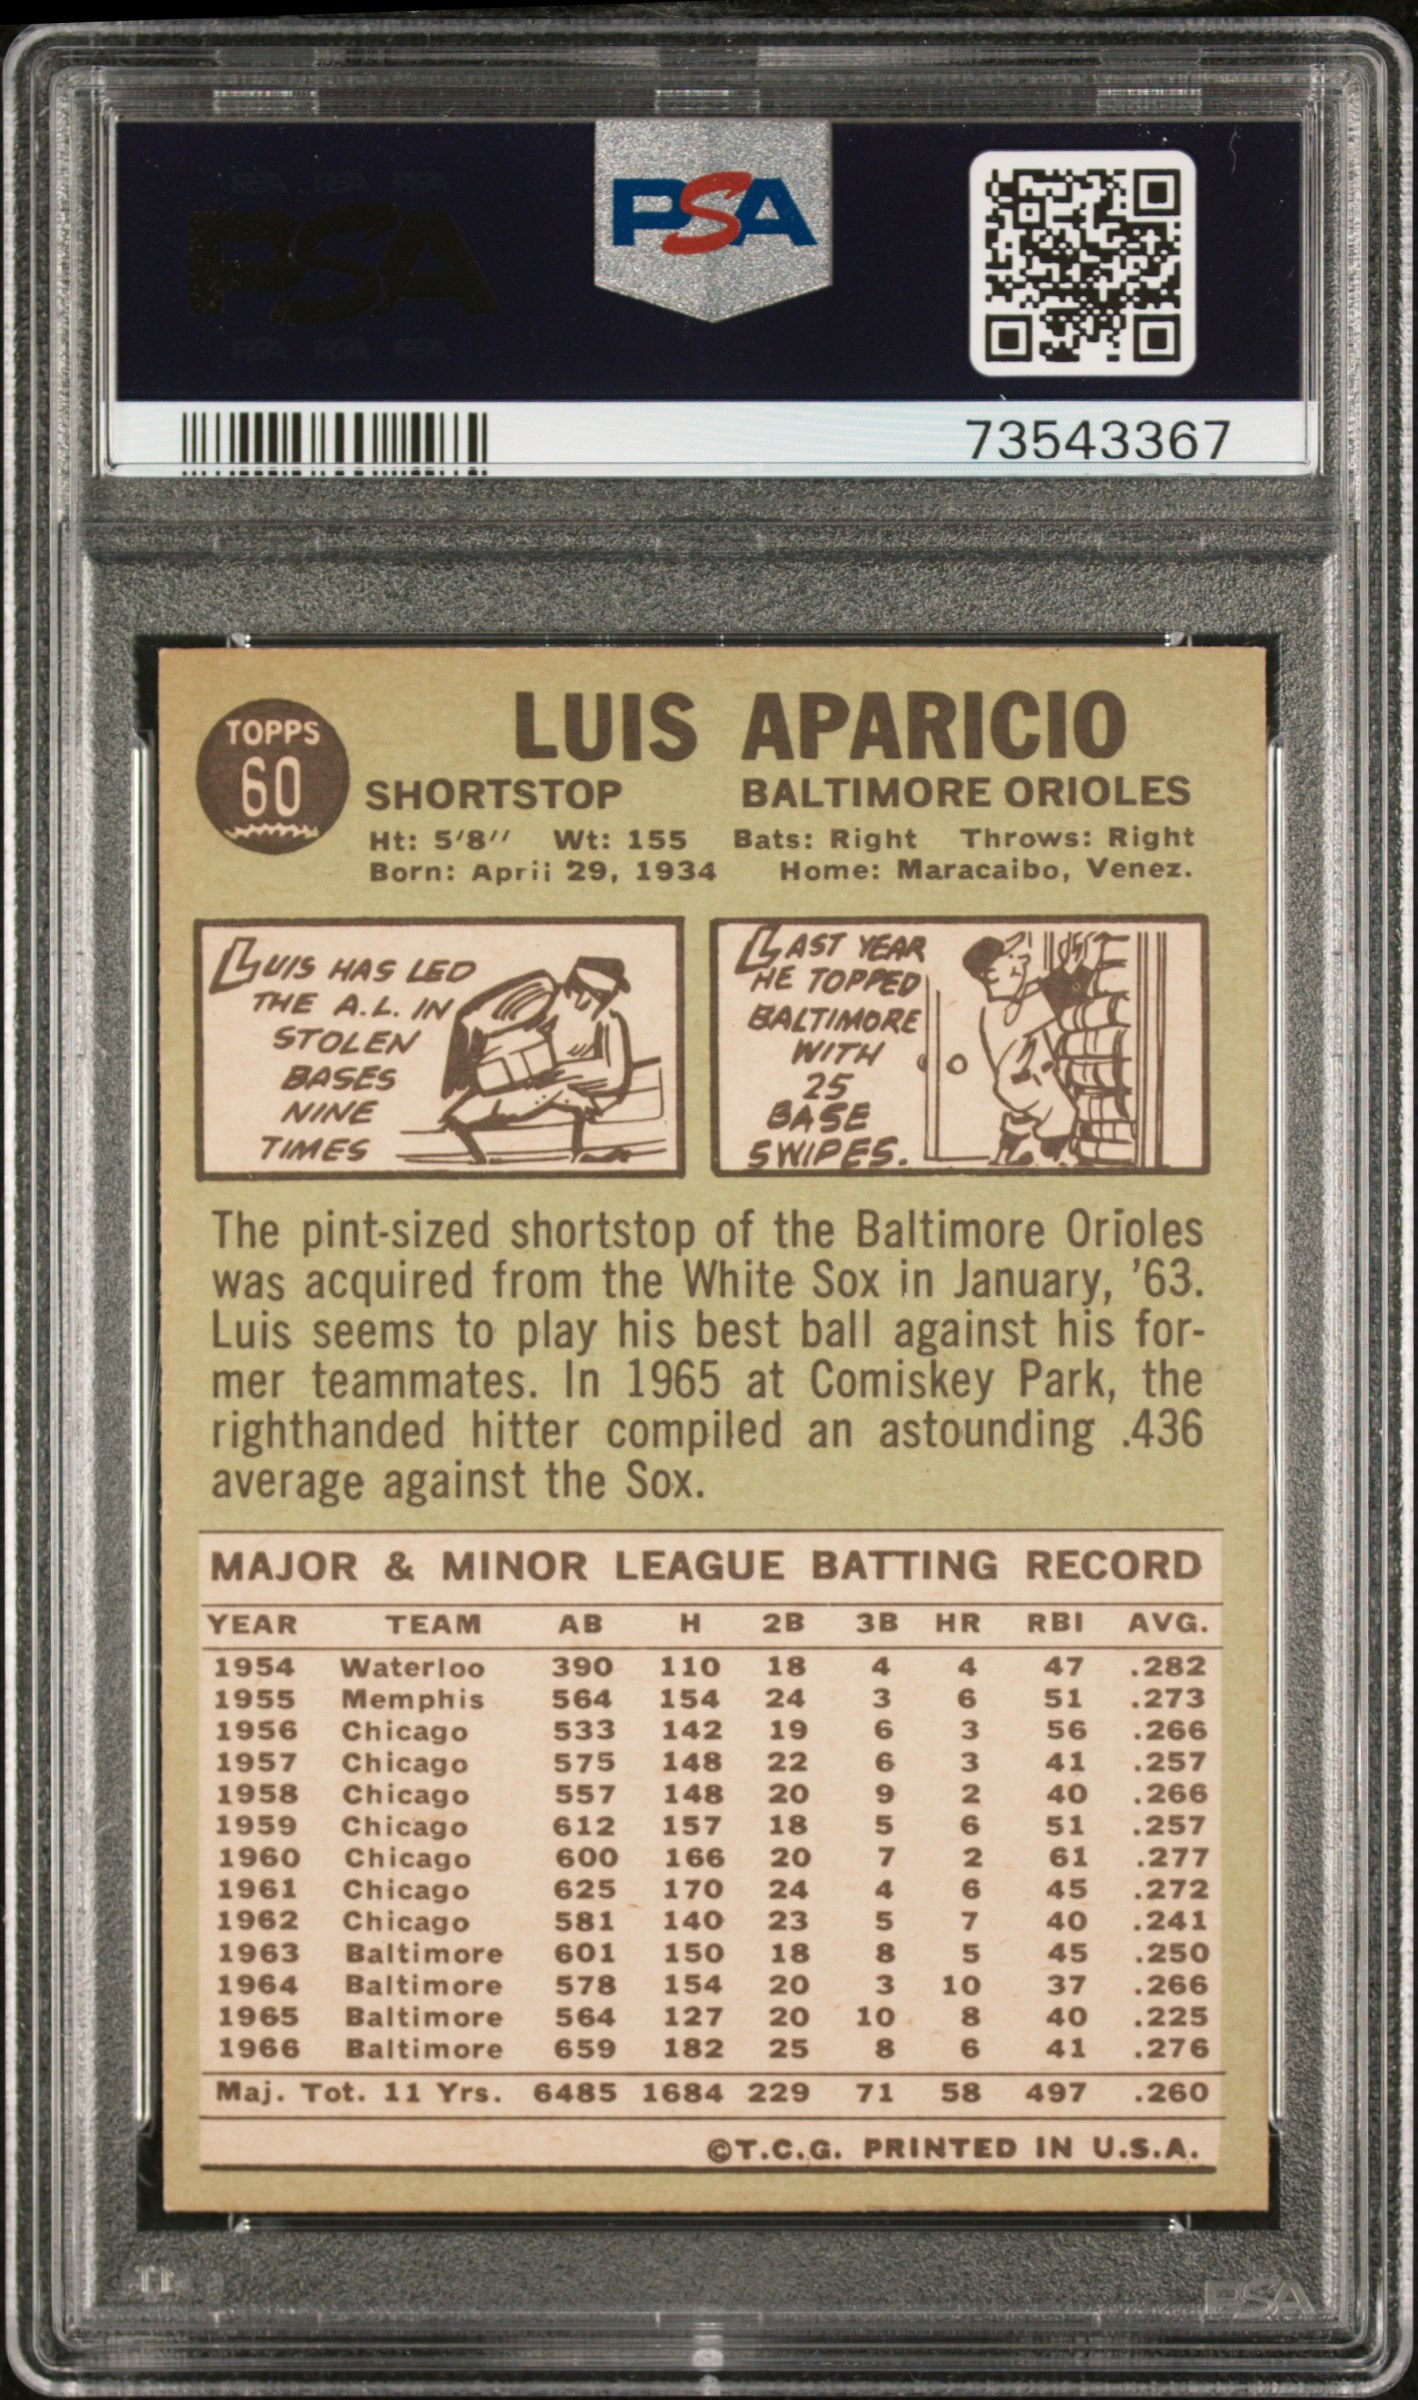 PSA
73543367
TOPPS
60
LUIS APARICIO
SHORTSTOP BALTIMORE ORIOLES
Ht: 5'8" Wt: 155 Bats: Right Throws: Right
Born: April 29, 1934 Home: Maracaibo, Venez.
LUIS HAS LED
THE A.L. IN
STOLEN
BASES
NINE
TIMES
LAST YEAR
HE TOPPED
BALTIMORE
WITH
25
BASE
SWIPES.
The pint-sized shortstop of the Baltimore Orioles
was acquired from the White Sox in January, '63.
Luis seems to play his best ball against his for-
mer teammates. In 1965 at Comiskey Park, the
righthanded hitter compiled an astounding .436
average against the Sox.
MAJOR & MINOR LEAGUE BATTING RECORD
YEAR TEAM AB H 2B 3B HR RBI AVG.
1954 Waterloo 390 110 18 4 4 47 .282
1955 Memphis 564 154 24 3 6 51 .273
1956 Chicago 533 142 19 6 3 56 .266
1957 Chicago 575 148 22 6 3 41 .257
1958 Chicago 557 148 20 9 2 40 .266
1959 Chicago 612 157 18 5 6 51 .257
1960 Chicago 600 166 20 7 2 61 .277
1961 Chicago 625 170 24 4 6 45 .272
1962 Chicago 581 140 23 5 7 40 .241
1963 Baltimore 601 150 18 8 5 45 .250
1964 Baltimore 578 154 20 3 10 37 .266
1965 Baltimore 564 127 20 10 8 40 .225
1966 Baltimore 659 182 25 8 6 41 .276
Maj. Tot. 11 Yrs. 6485 1684 229 71 58 497 .260
©T.C.G. PRINTED IN U.S.A.
PSA